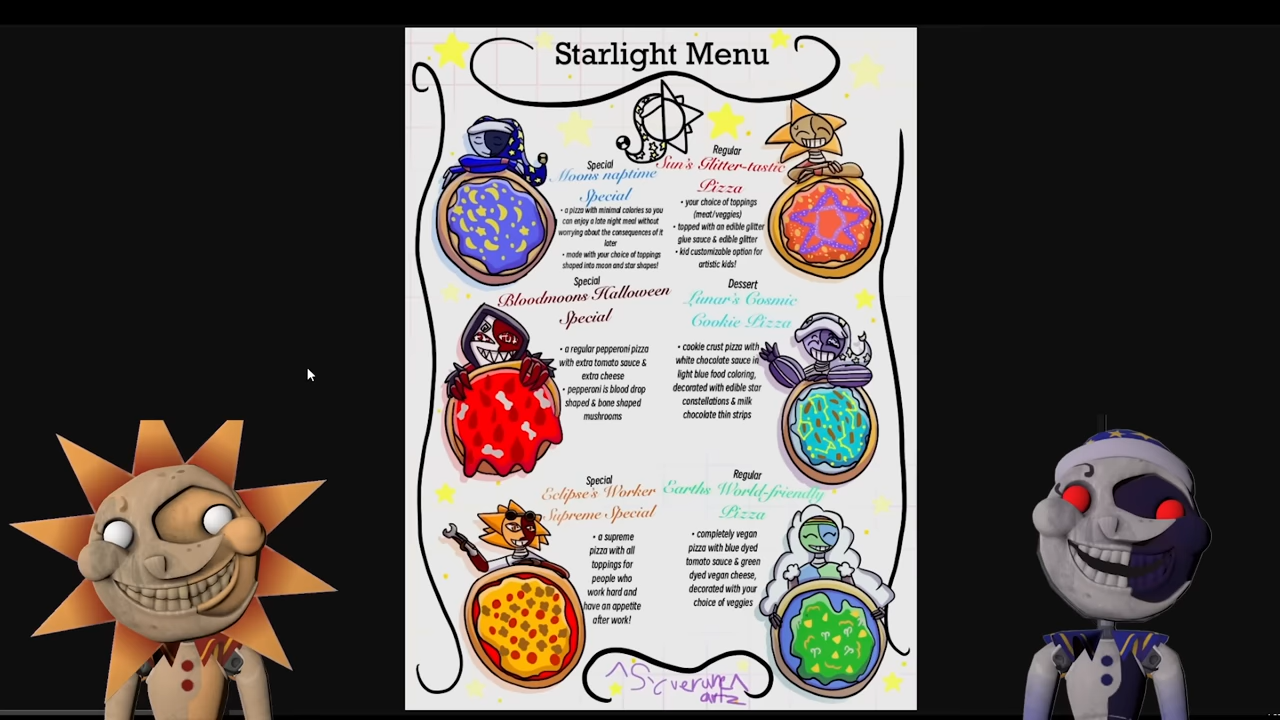 Starlight Menu
Special
Moons naptime
Special
• a pizza with minimal calories so you
can enjoy a late night meal without
worrying about the consequences of it
later
• made with your choice of toppings
shaped into moon and star shapes!
Regular
Sun's Glitter-tastic
Pizza
• your choice of toppings
(meat/veggies)
• topped with an edible glitter
glue sauce & edible glitter
• kid customizable option for
artistic kids!
Special
Bloodmoons Halloween
Special
• a regular pepperoni pizza
with extra tomato sauce &
extra cheese
• pepperoni is blood drop
shaped & bone shaped
mushrooms
Dessert
Lunar's Cosmic
Cookie Pizza
• cookie crust pizza with
white chocolate sauce in
light blue food coloring,
decorated with edible star
constellations & milk
chocolate thin strips
Special
Eclipse's Worker
Supreme Special
• a supreme
pizza with all
toppings for
people who
work hard and
have an appetite
after work!
Regular
Earths World-friendly
Pizza
• completely vegan
pizza with blue dyed
tomato sauce & green
dyed vegan cheese,
decorated with your
choice of veggies
artz